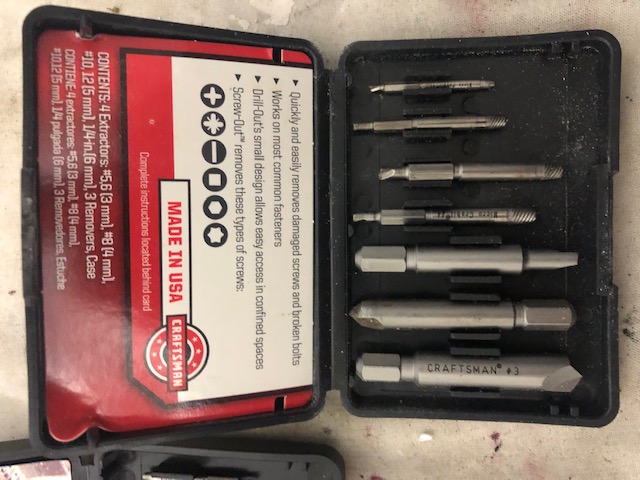 ▸ Quickly and easily removes damaged screws and broken bolts
▸ Works on most common fasteners
▸ Drill-Out's small design allows easy access in confined spaces
▸ Screw-Out™ removes these types of screws:
Complete instructions located behind card
MADE IN USA
CRAFTSMAN
CONTENTS: 4 Extractors: #5,6 (3 mm), #8 (4 mm),
#10, 12 (5 mm), 1/4-in (6 mm), 3 Removers, Case
CONTIENE: 4 extractores: #5,6 (3 mm), #8 (4 mm),
#10,12 (5 mm), 1/4 pulgada (6 mm), 3 Removedores, Estuche
CRAFTSMAN® #3